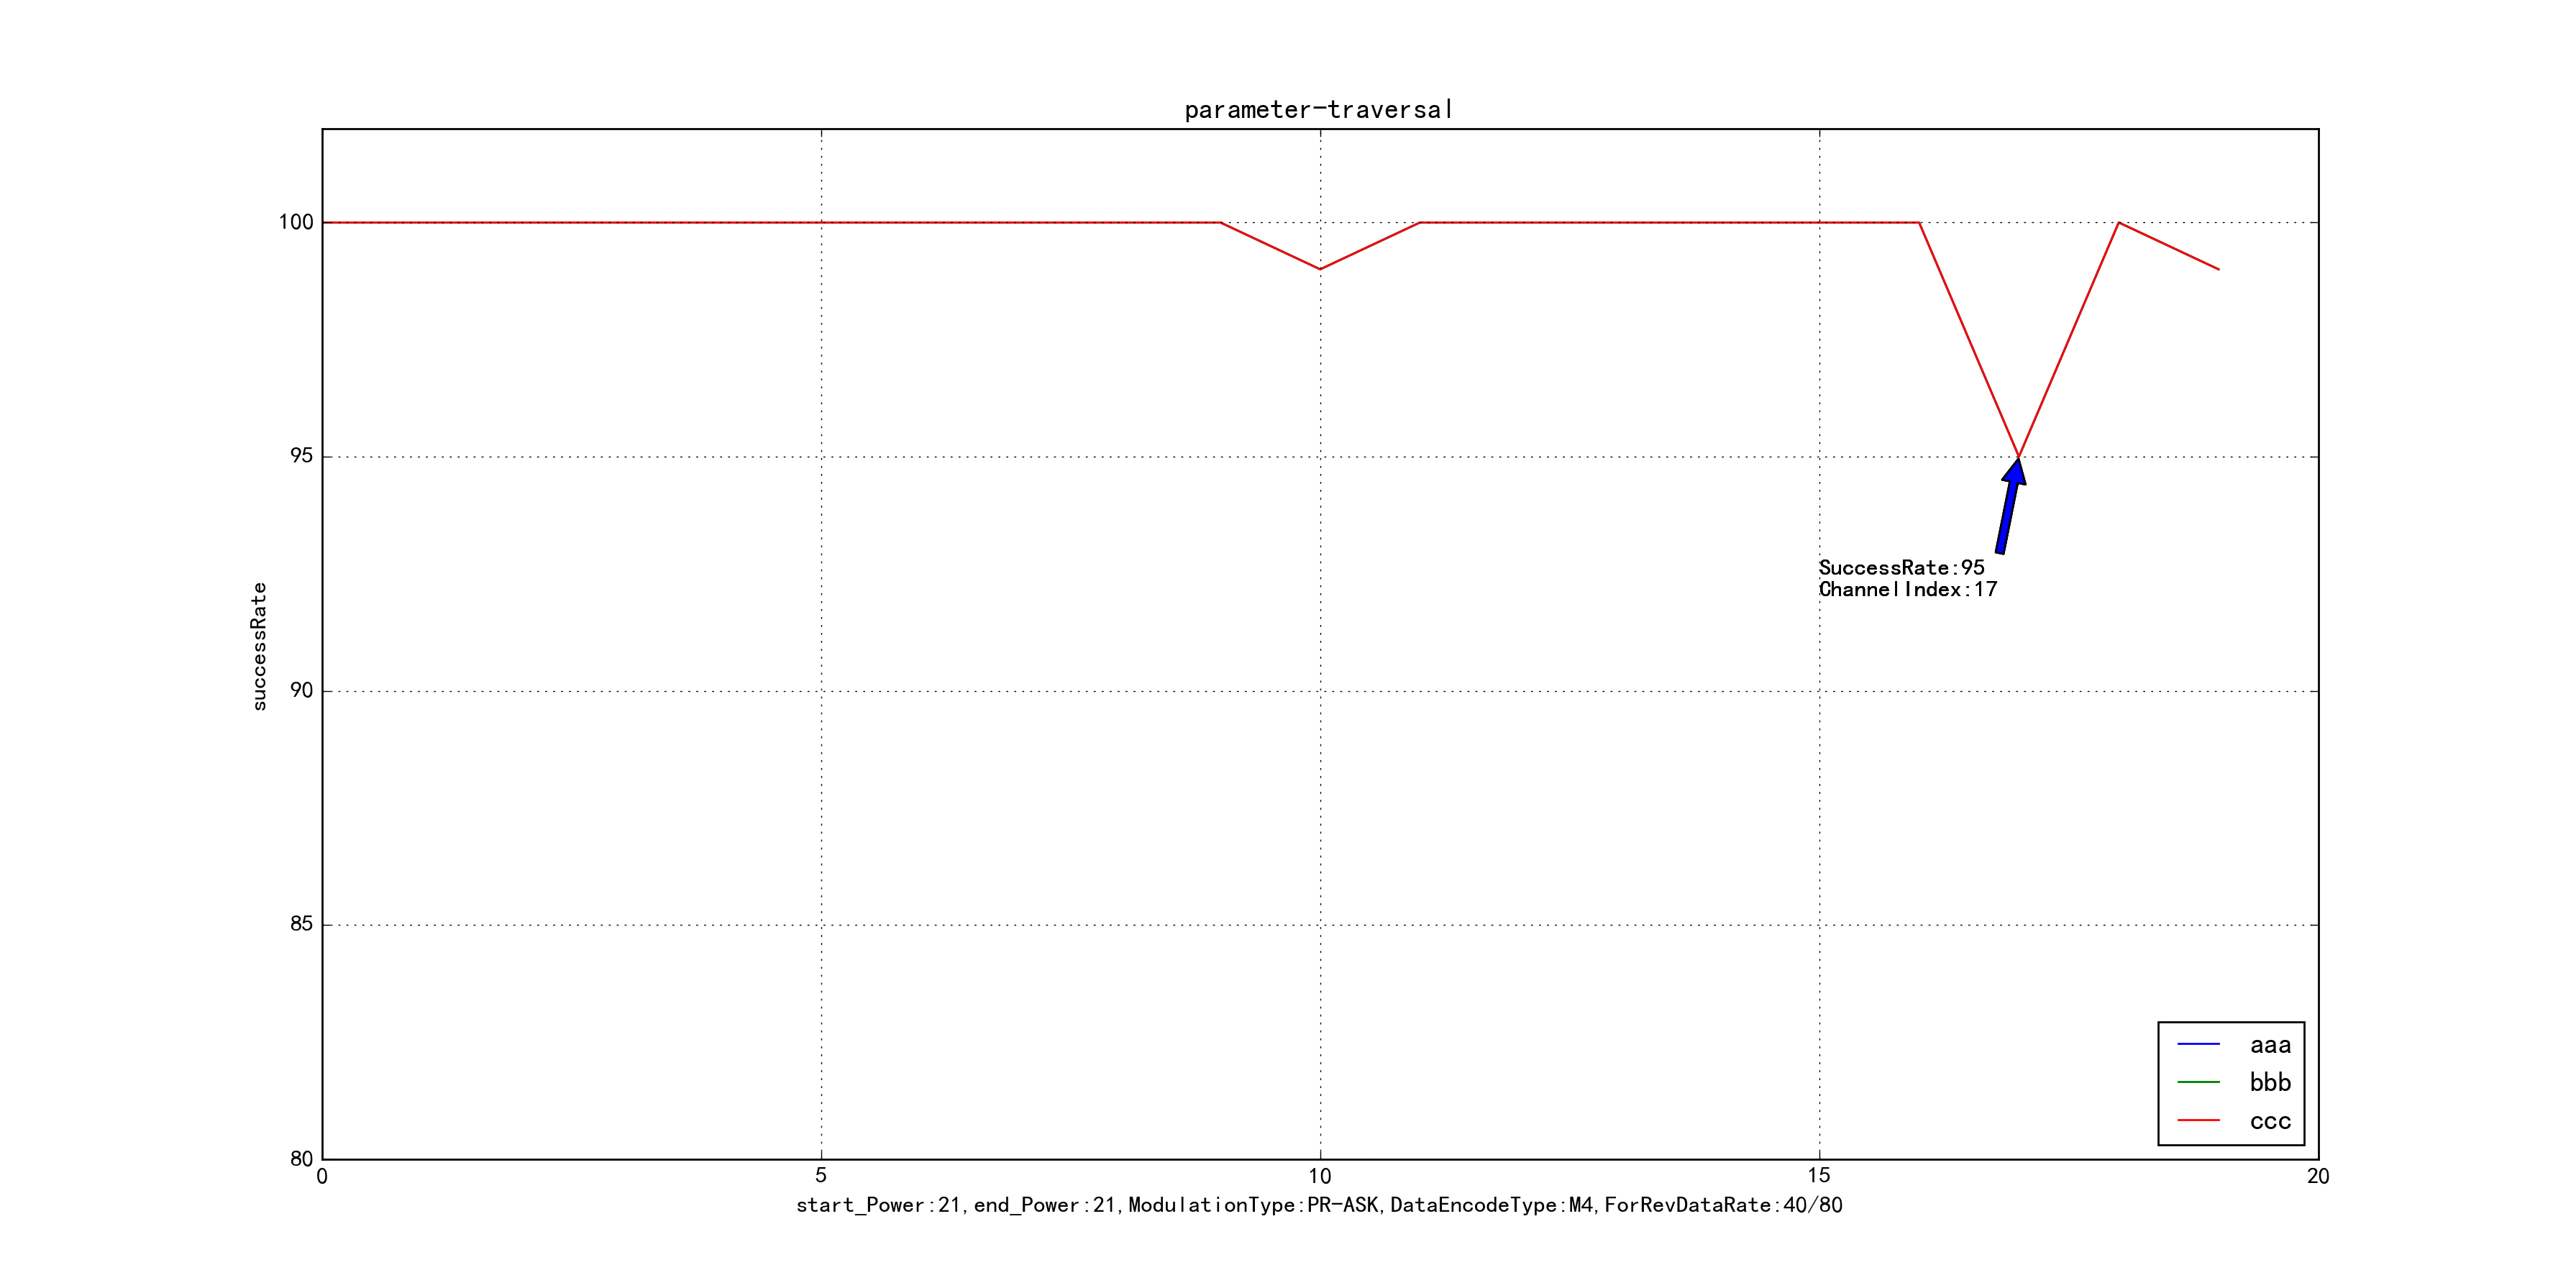 parameter-traversal
100
95
90
85
80
successRate
SuccessRate:95
ChannelIndex:17
aaa
bbb
ccc
0 5 10 15 20
start_Power:21,end_Power:21,ModulationType:PR-ASK,DataEncodeType:M4,ForRevDataRate:40/80